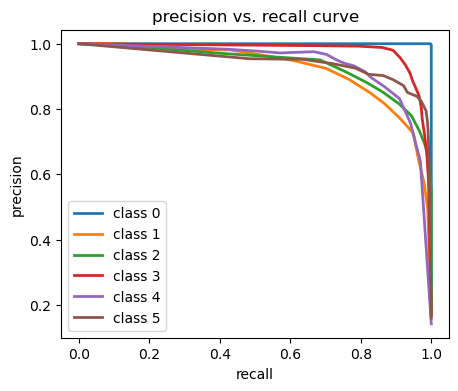 precision vs. recall curve
1.0
0.8
0.6
0.4
0.2
precision
class 0
class 1
class 2
class 3
class 4
class 5
0.0 0.2 0.4 0.6 0.8 1.0
recall